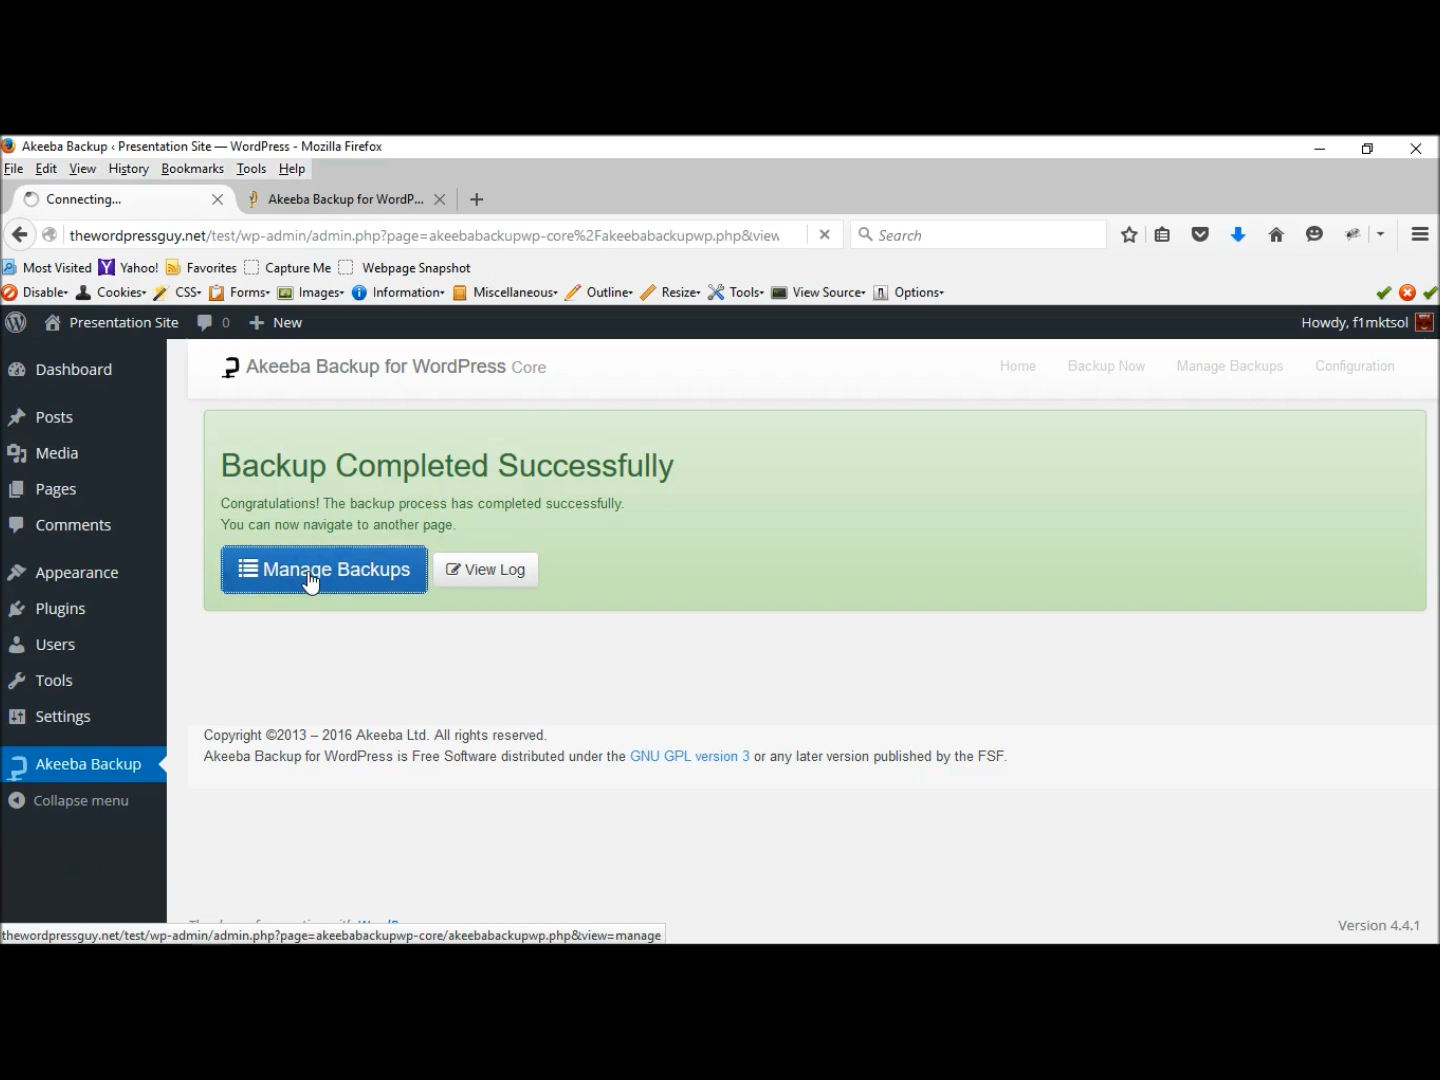 Akeeba Backup ‹ Presentation Site — WordPress - Mozilla Firefox
File Edit View History Bookmarks Tools Help
Connecting... Akeeba Backup for WordP...
thewordpressguy.net/test/wp-admin/admin.php?page=akeebabackupwp-core%2Fakeebabackupwp.php&view Search
Most Visited Yahoo! Favorites Capture Me Webpage Snapshot
Disable Cookies CSS Forms Images Information Miscellaneous Outline Resize Tools View Source Options
Presentation Site 0 New Howdy, f1mktsol
Dashboard
Posts
Media
Pages
Comments
Appearance
Plugins
Users
Tools
Settings
Akeeba Backup
Collapse menu
Akeeba Backup for WordPress Core
Home Backup Now Manage Backups Configuration
Backup Completed Successfully
Congratulations! The backup process has completed successfully.
You can now navigate to another page.
Manage Backups View Log
Copyright ©2013 – 2016 Akeeba Ltd. All rights reserved.
Akeeba Backup for WordPress is Free Software distributed under the GNU GPL version 3 or any later version published by the FSF.
Version 4.4.1
thewordpressguy.net/test/wp-admin/admin.php?page=akeebabackupwp-core/akeebabackupwp.php&view=manage